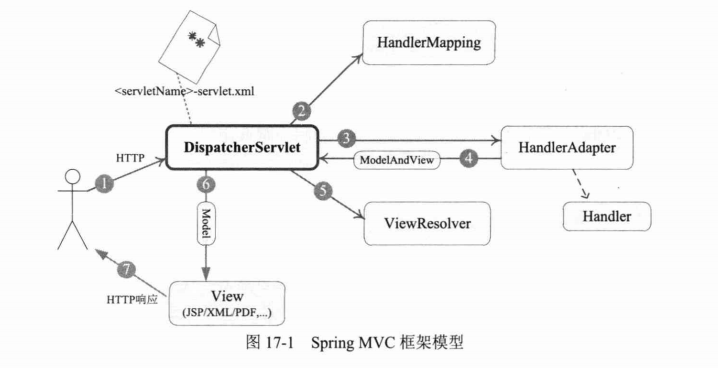 **
<servletName>-servlet.xml
HandlerMapping
2
DispatcherServlet
3
HandlerAdapter
HTTP
ModelAndView
4
1
6
5
Model
ViewResolver
Handler
7
HTTP响应
View
(JSP/XML/PDF,...)
图 17-1 Spring MVC 框架模型